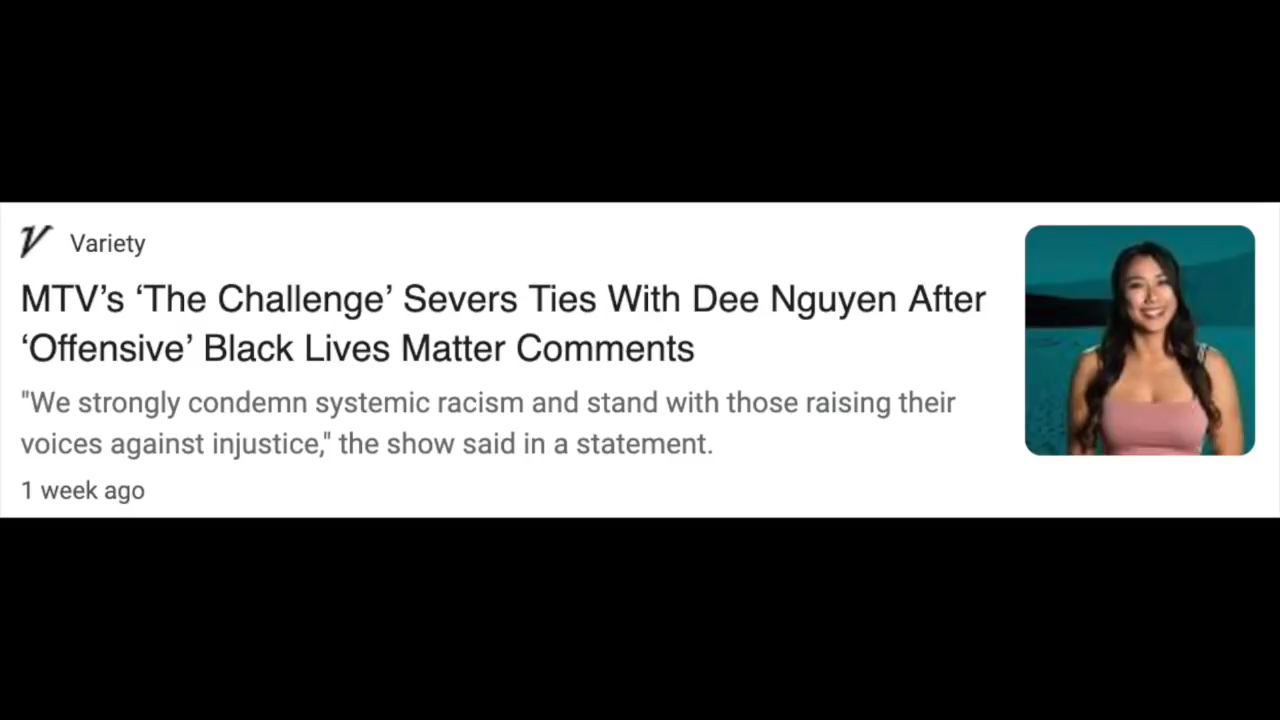 Variety
MTV’s ‘The Challenge’ Severs Ties With Dee Nguyen After
‘Offensive’ Black Lives Matter Comments
"We strongly condemn systemic racism and stand with those raising their
voices against injustice," the show said in a statement.
1 week ago